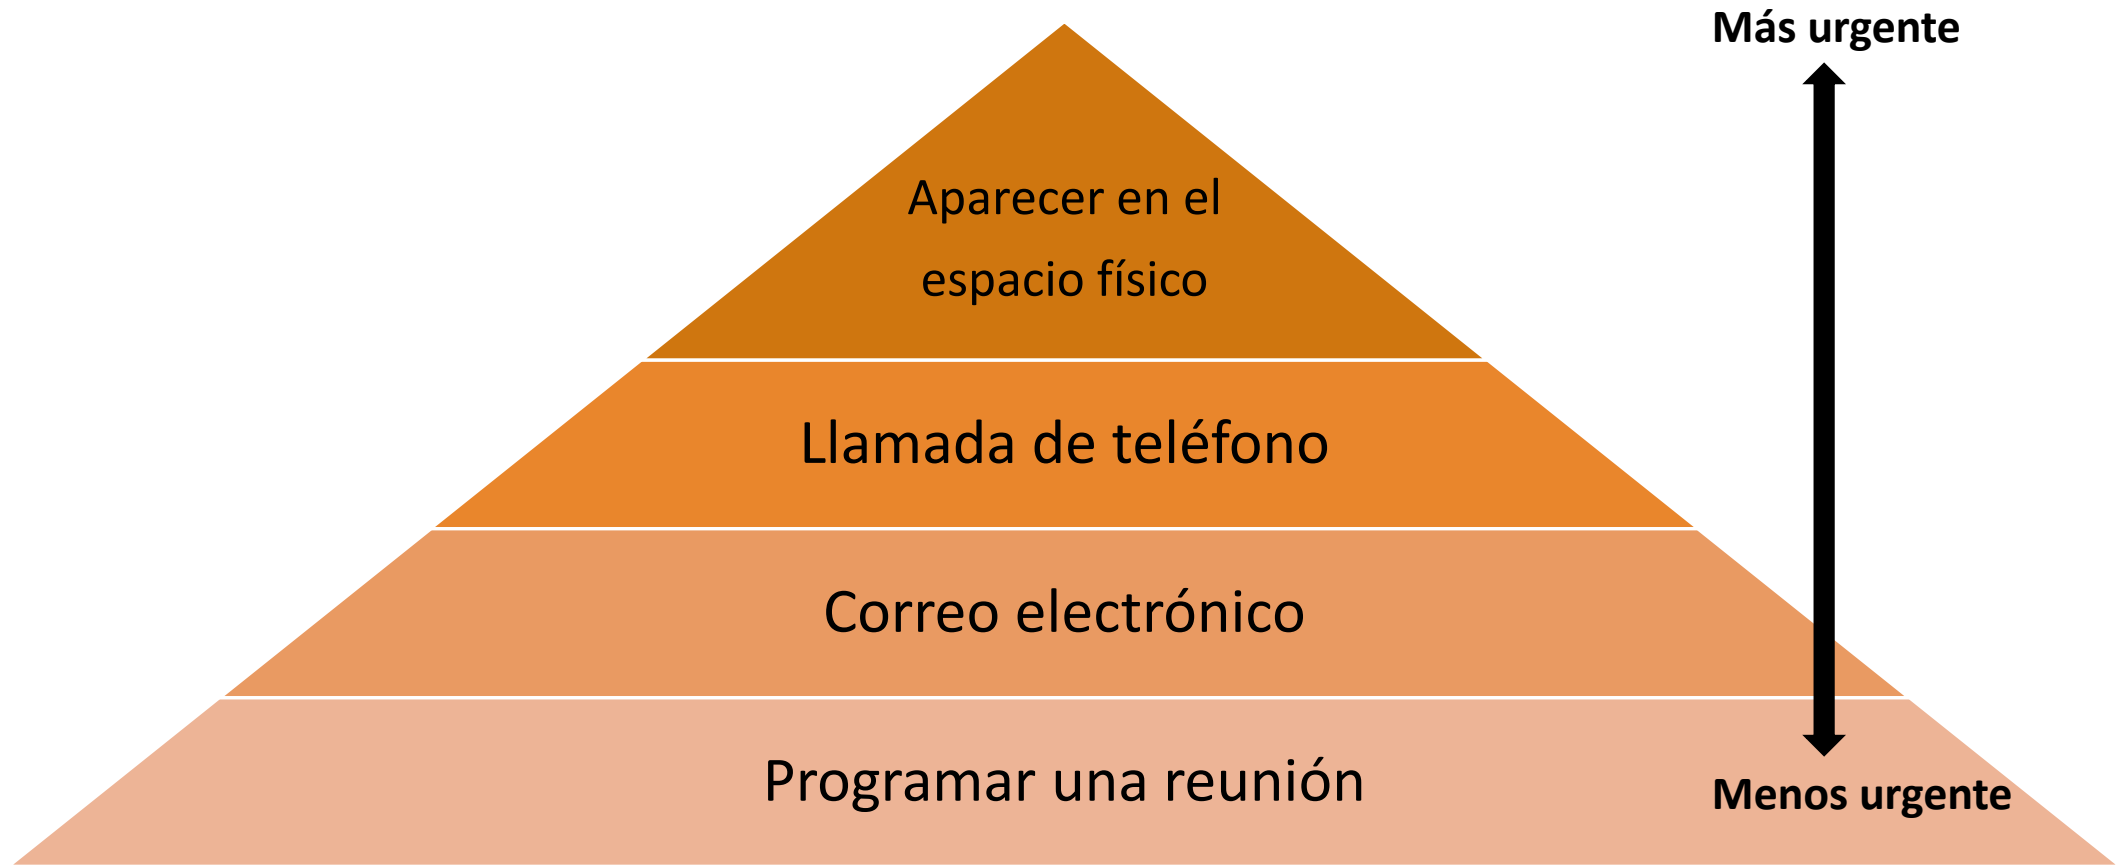 Más urgente
Aparecer en el
espacio físico
Llamada de teléfono
Correo electrónico
Programar una reunión
Menos urgente